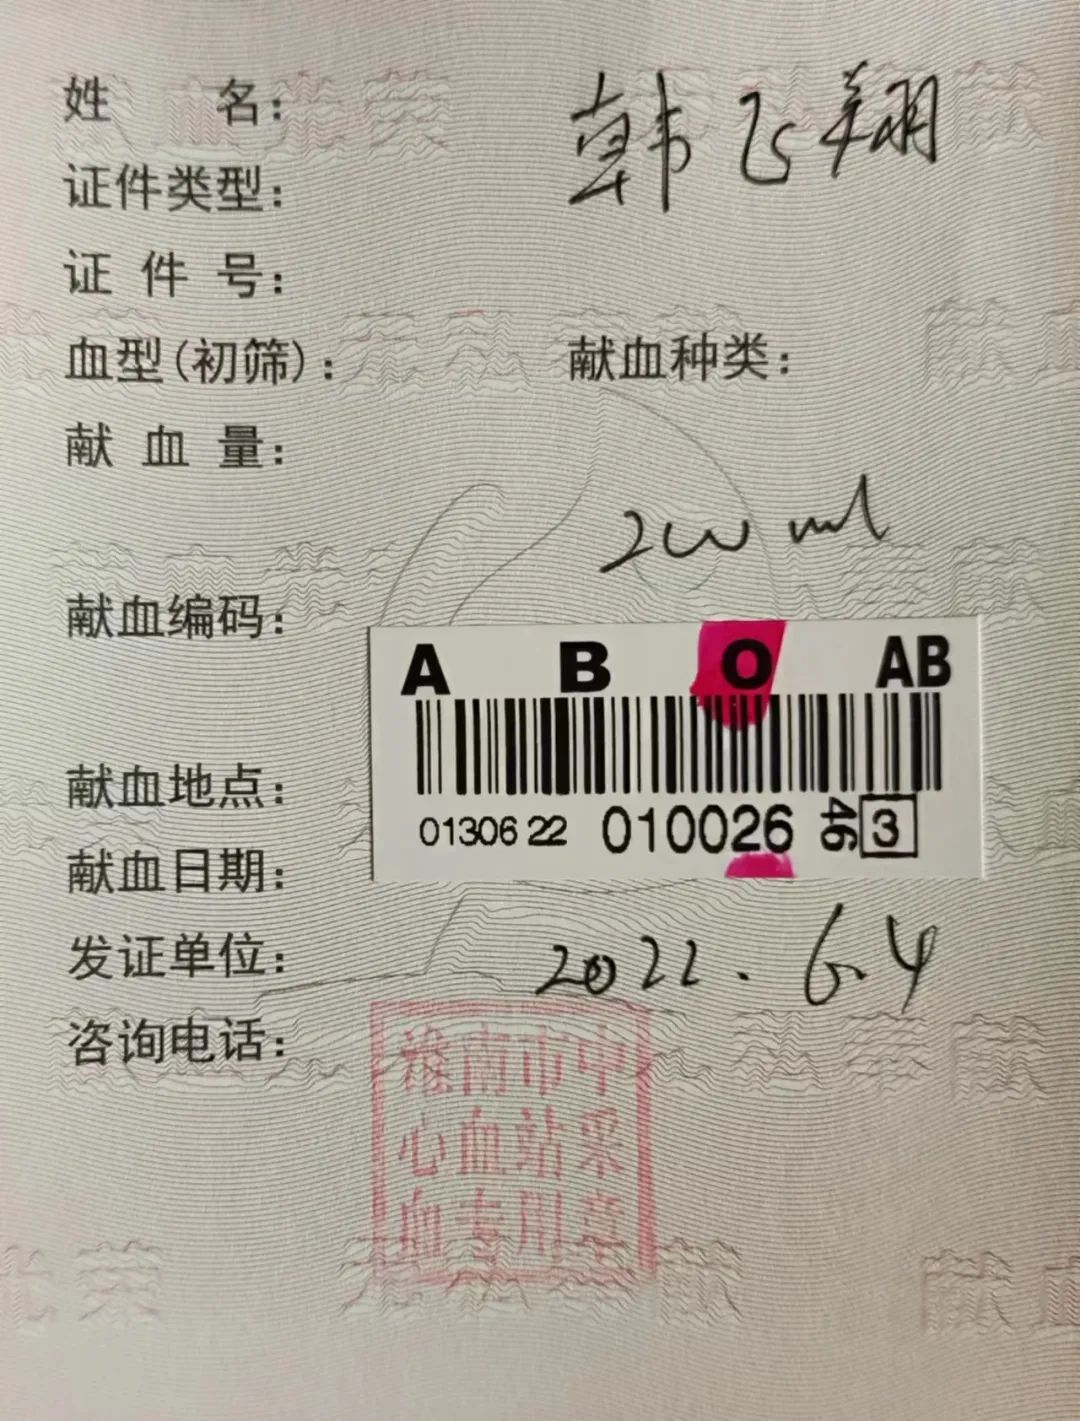 姓名：韩飞翔
证件类型：
证件号：
血型(初筛)： 献血种类：
献血量：
200 ml
献血编码：
A B O AB
01306 22 010026 46 3
献血地点：
献血日期：
2022.6.4
发证单位：
咨询电话：
淮南市中
心血站采
血专用章